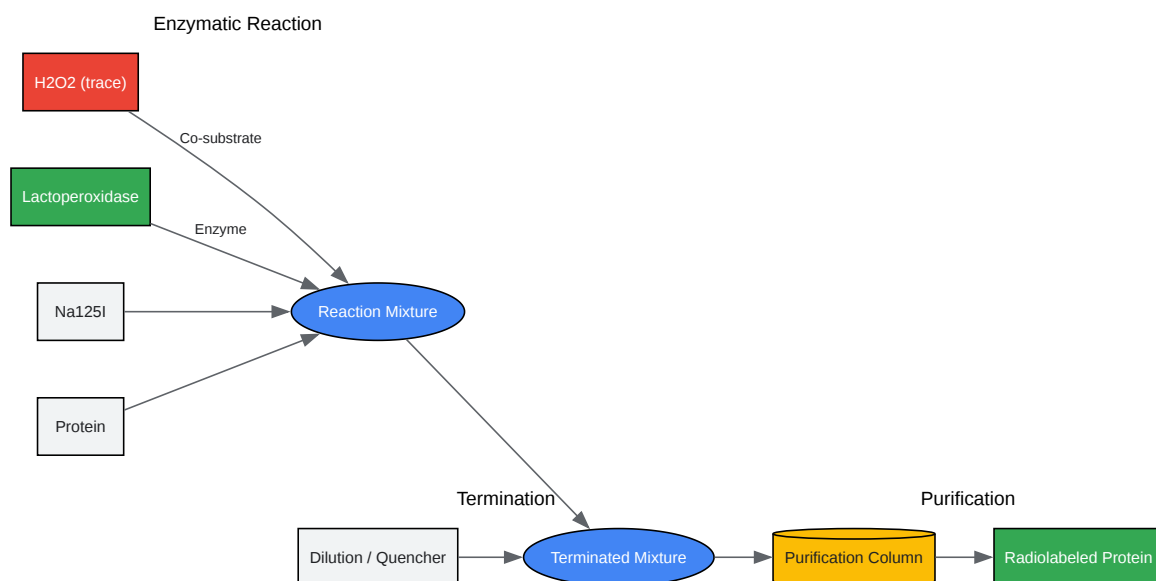 Enzymatic Reaction
H2O2 (trace)
Co-substrate
Lactoperoxidase
Enzyme
Na125I
Reaction Mixture
Protein
Termination
Purification
Dilution / Quencher
Terminated Mixture
Purification Column
Radiolabeled Protein